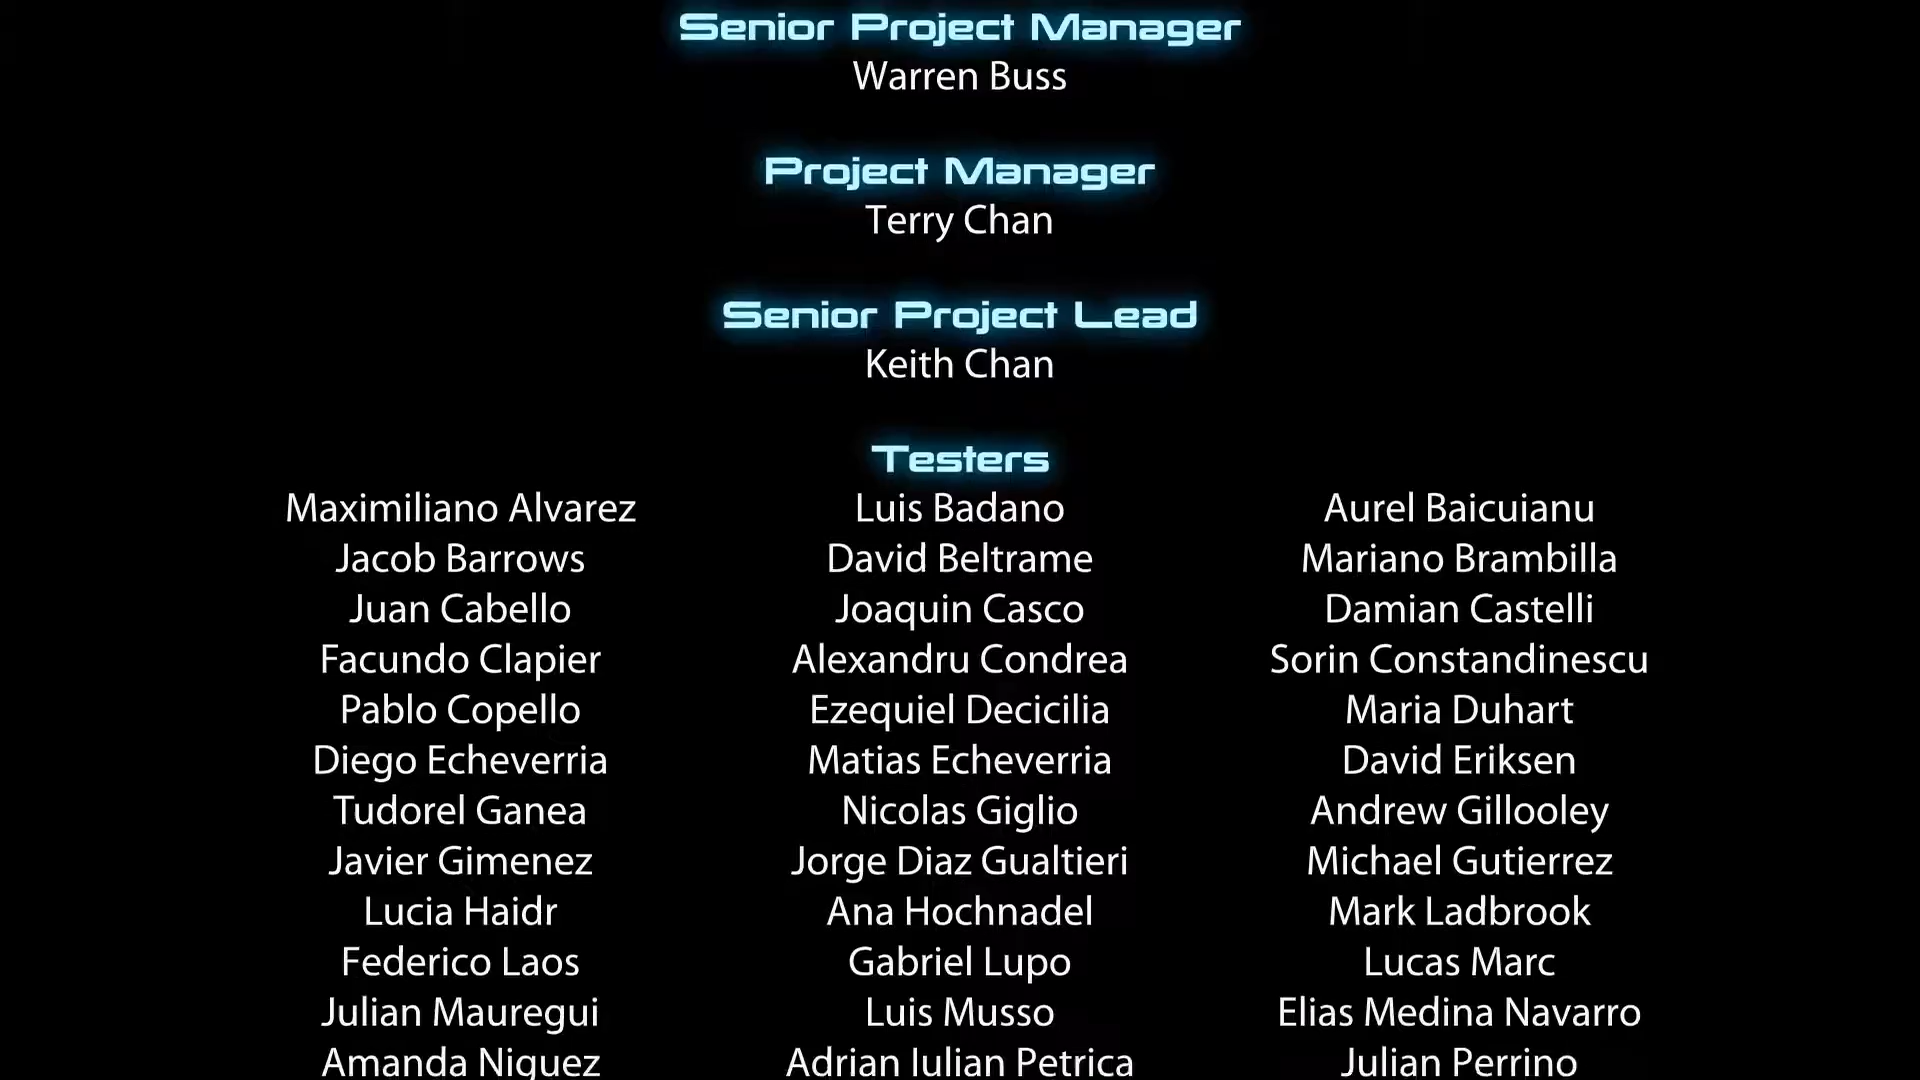 Senior Project Manager
Warren Buss
Project Manager
Terry Chan
Senior Project Lead
Keith Chan
Testers
Maximiliano Alvarez Luis Badano Aurel Baicuianu
Jacob Barrows David Beltrame Mariano Brambilla
Juan Cabello Joaquin Casco Damian Castelli
Facundo Clapier Alexandru Condrea Sorin Constandinescu
Pablo Copello Ezequiel Decicilia Maria Duhart
Diego Echeverria Matias Echeverria David Eriksen
Tudorel Ganea Nicolas Giglio Andrew Gillooley
Javier Gimenez Jorge Diaz Gualtieri Michael Gutierrez
Lucia Haidr Ana Hochnadel Mark Ladbrook
Federico Laos Gabriel Lupo Lucas Marc
Julian Mauregui Luis Musso Elias Medina Navarro
Amanda Niguez Adrian Iulian Petrica Julian Perrino